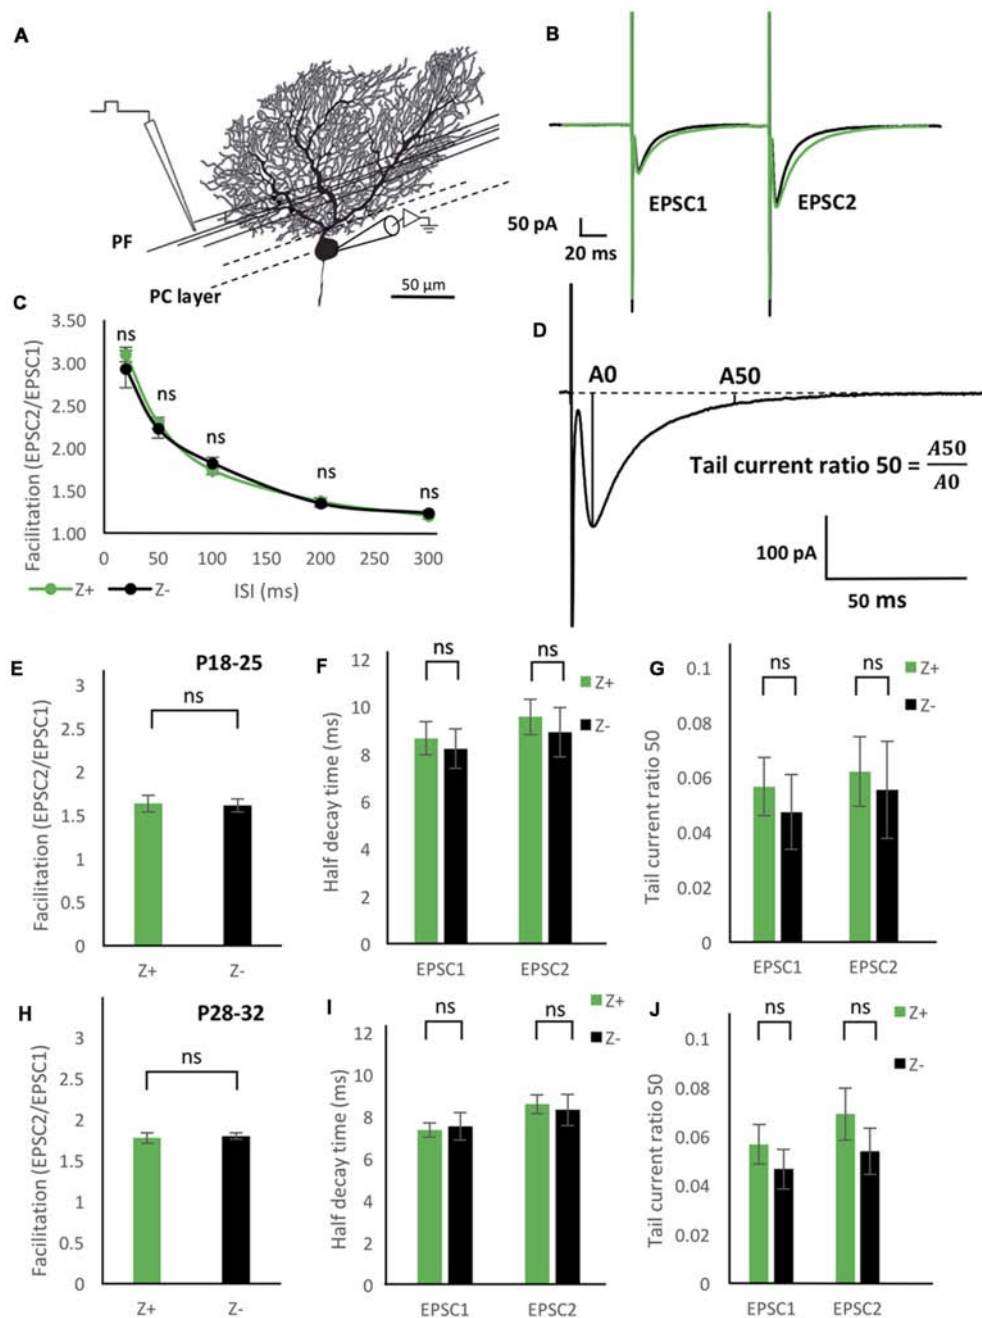 A
PF
PC layer
50 µm
B
EPSC1
EPSC2
50 pA
20 ms
C
3.50
3.00
2.50
2.00
1.50
1.00
Facilitation (EPSC2/EPSC1)
ns
ns
ns
ns
ns
0
50
100
150
200
250
300
ISI (ms)
Z+
Z-
D
A0
A50
Tail current ratio 50 = A50/A0
100 pA
50 ms
E
P18-25
ns
3
2.5
2
1.5
1
0.5
0
Facilitation (EPSC2/EPSC1)
Z+
Z-
F
ns
ns
Z+
Z-
12
10
8
6
4
2
0
Half decay time (ms)
EPSC1
EPSC2
G
ns
ns
0.1
0.08
0.06
0.04
0.02
0
Tail current ratio 50
EPSC1
EPSC2
H
P28-32
ns
3
2.5
2
1.5
1
0.5
0
Facilitation (EPSC2/EPSC1)
Z+
Z-
I
ns
ns
Z+
Z-
12
10
8
6
4
2
0
Half decay time (ms)
EPSC1
EPSC2
J
ns
ns
Z+
Z-
0.1
0.08
0.06
0.04
0.02
0
Tail current ratio 50
EPSC1
EPSC2